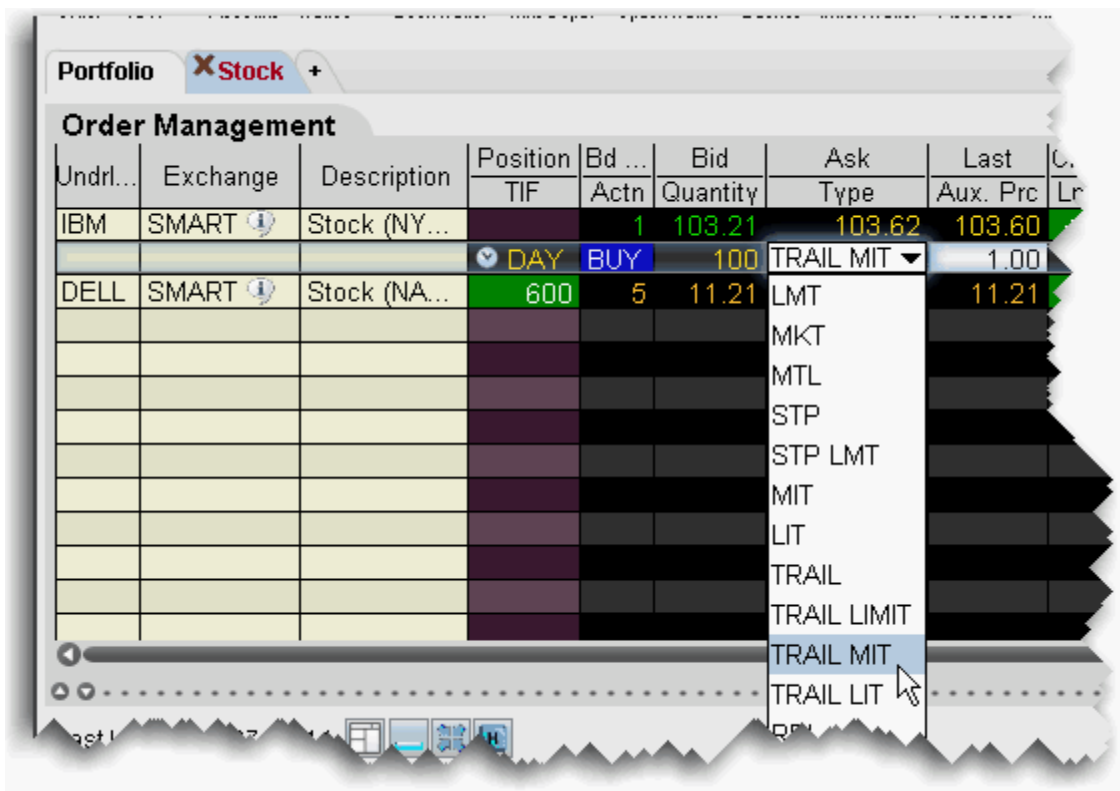 Portfolio Stock +
Order Management
Undrl... Exchange Description Position Bd ... Bid Ask Last
TIF Actn Quantity Type Aux. Prc
IBM SMART Stock (NY... 1 103.21 103.62 103.60
DAY BUY 100 TRAIL MIT 1.00
DELL SMART Stock (NA... 600 5 11.21 11.21
LMT
MKT
MTL
STP
STP LMT
MIT
LIT
TRAIL
TRAIL LIMIT
TRAIL MIT
TRAIL LIT